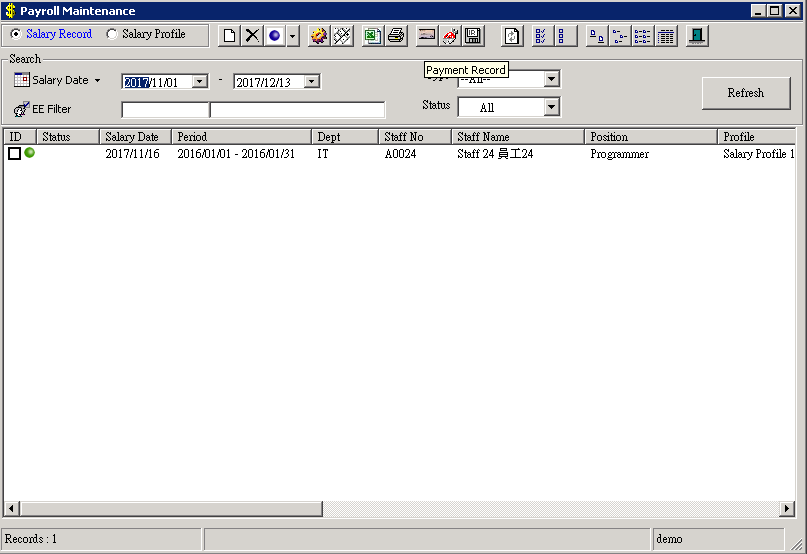 Payroll Maintenance
Salary Record Salary Profile
Search
Payment Record
Salary Date 2017/11/01 - 2017/12/13 --All--
EE Filter Status All
Refresh
ID Status Salary Date Period Dept Staff No Staff Name Position Profile
2017/11/16 2016/01/01 - 2016/01/31 IT A0024 Staff 24 員工24 Programmer Salary Profile 1
Records : 1 demo